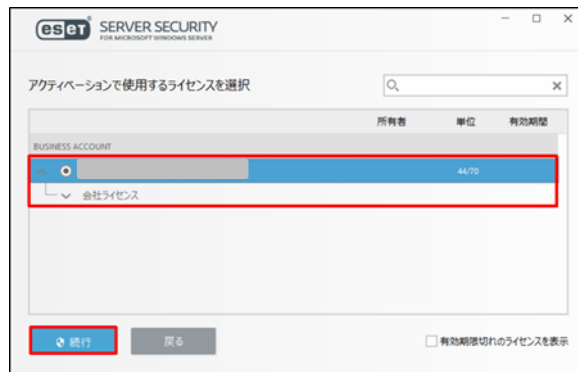 eset SERVER SECURITY
FOR MICROSOFT WINDOWS SERVER
アクティベーションで使用するライセンスを選択
所有者 単位 有効期間
BUSINESS ACCOUNT
44/70
会社ライセンス
続行 戻る 有効期限切れのライセンスを表示